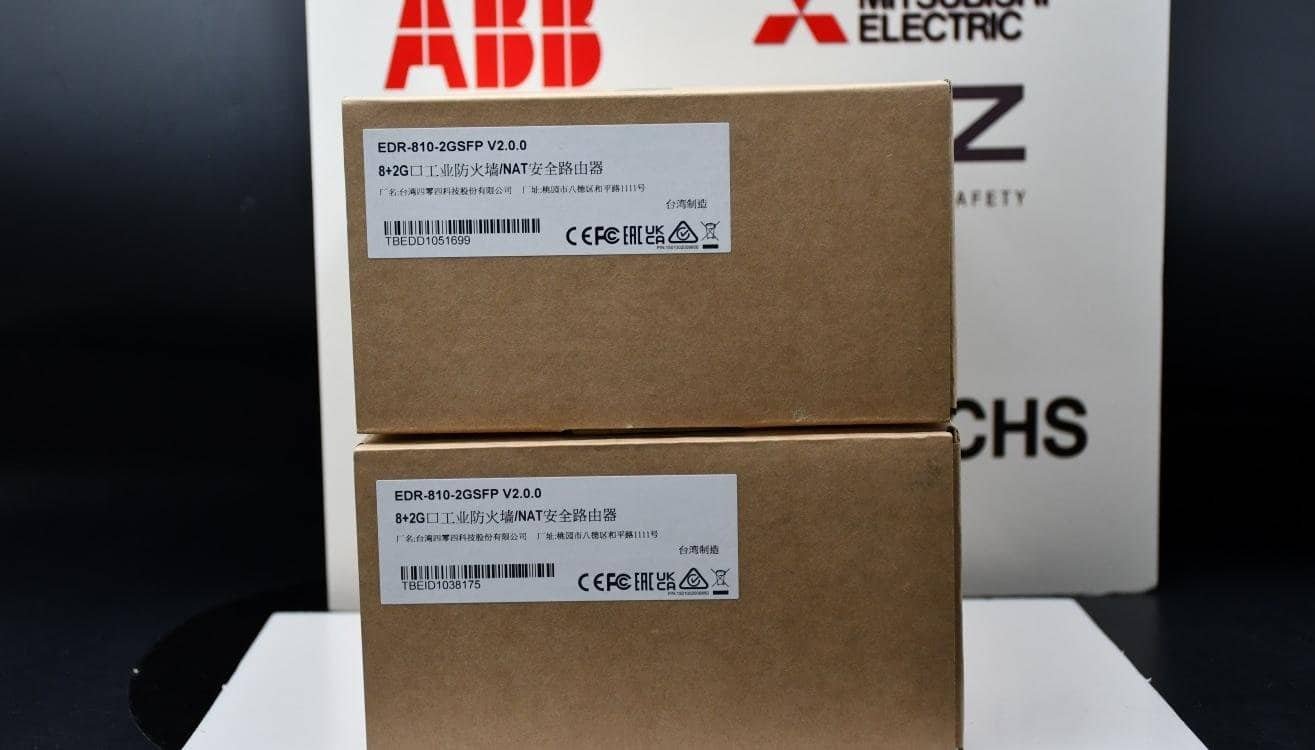 ABB
MITSUBISHI
ELECTRIC
Z
AFETY
CHS
EDR-810-2GSFP V2.0.0
8+2G口工业防火墙/NAT安全路由器
厂名:台湾四零四科技股份有限公司 厂址:桃园市八德区和平路1111号
台湾制造
TBEDD1051699
CE FC EAC UKCA
EDR-810-2GSFP V2.0.0
8+2G口工业防火墙/NAT安全路由器
厂名:台湾四零四科技股份有限公司 厂址:桃园市八德区和平路1111号
台湾制造
TBEID1038175
CE FC EAC UKCA